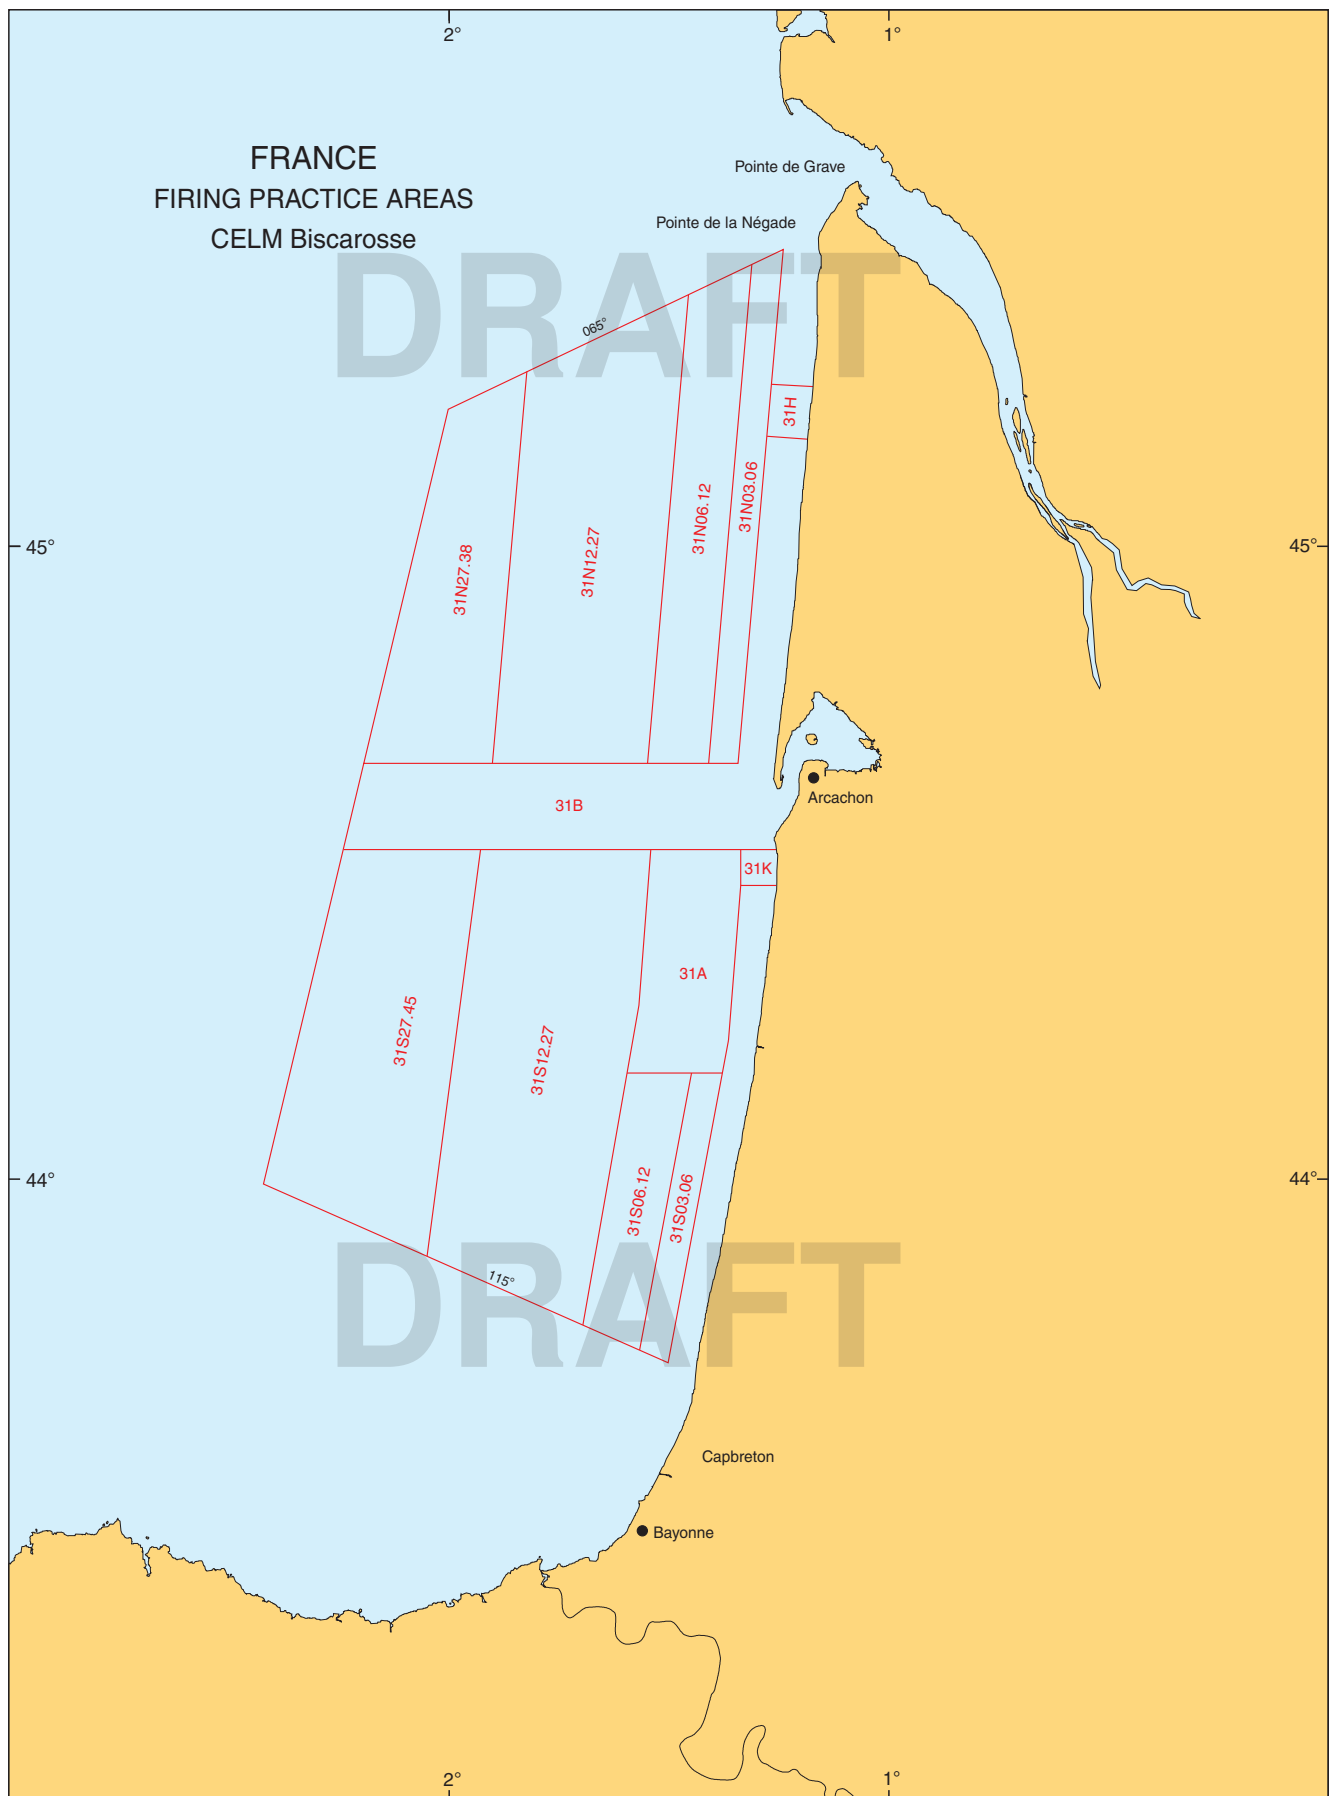 2°
1°
FRANCE
FIRING PRACTICE AREAS
CELM Biscarosse
Pointe de Grave
Pointe de la Négade
DRAFT
065°
31H
31N03.06
31N06.12
31N12.27
31N27.38
45°
45°
Arcachon
31B
31K
31A
31S27.45
31S12.27
31S06.12
31S03.06
44°
44°
DRAFT
115°
Capbreton
Bayonne
2°
1°